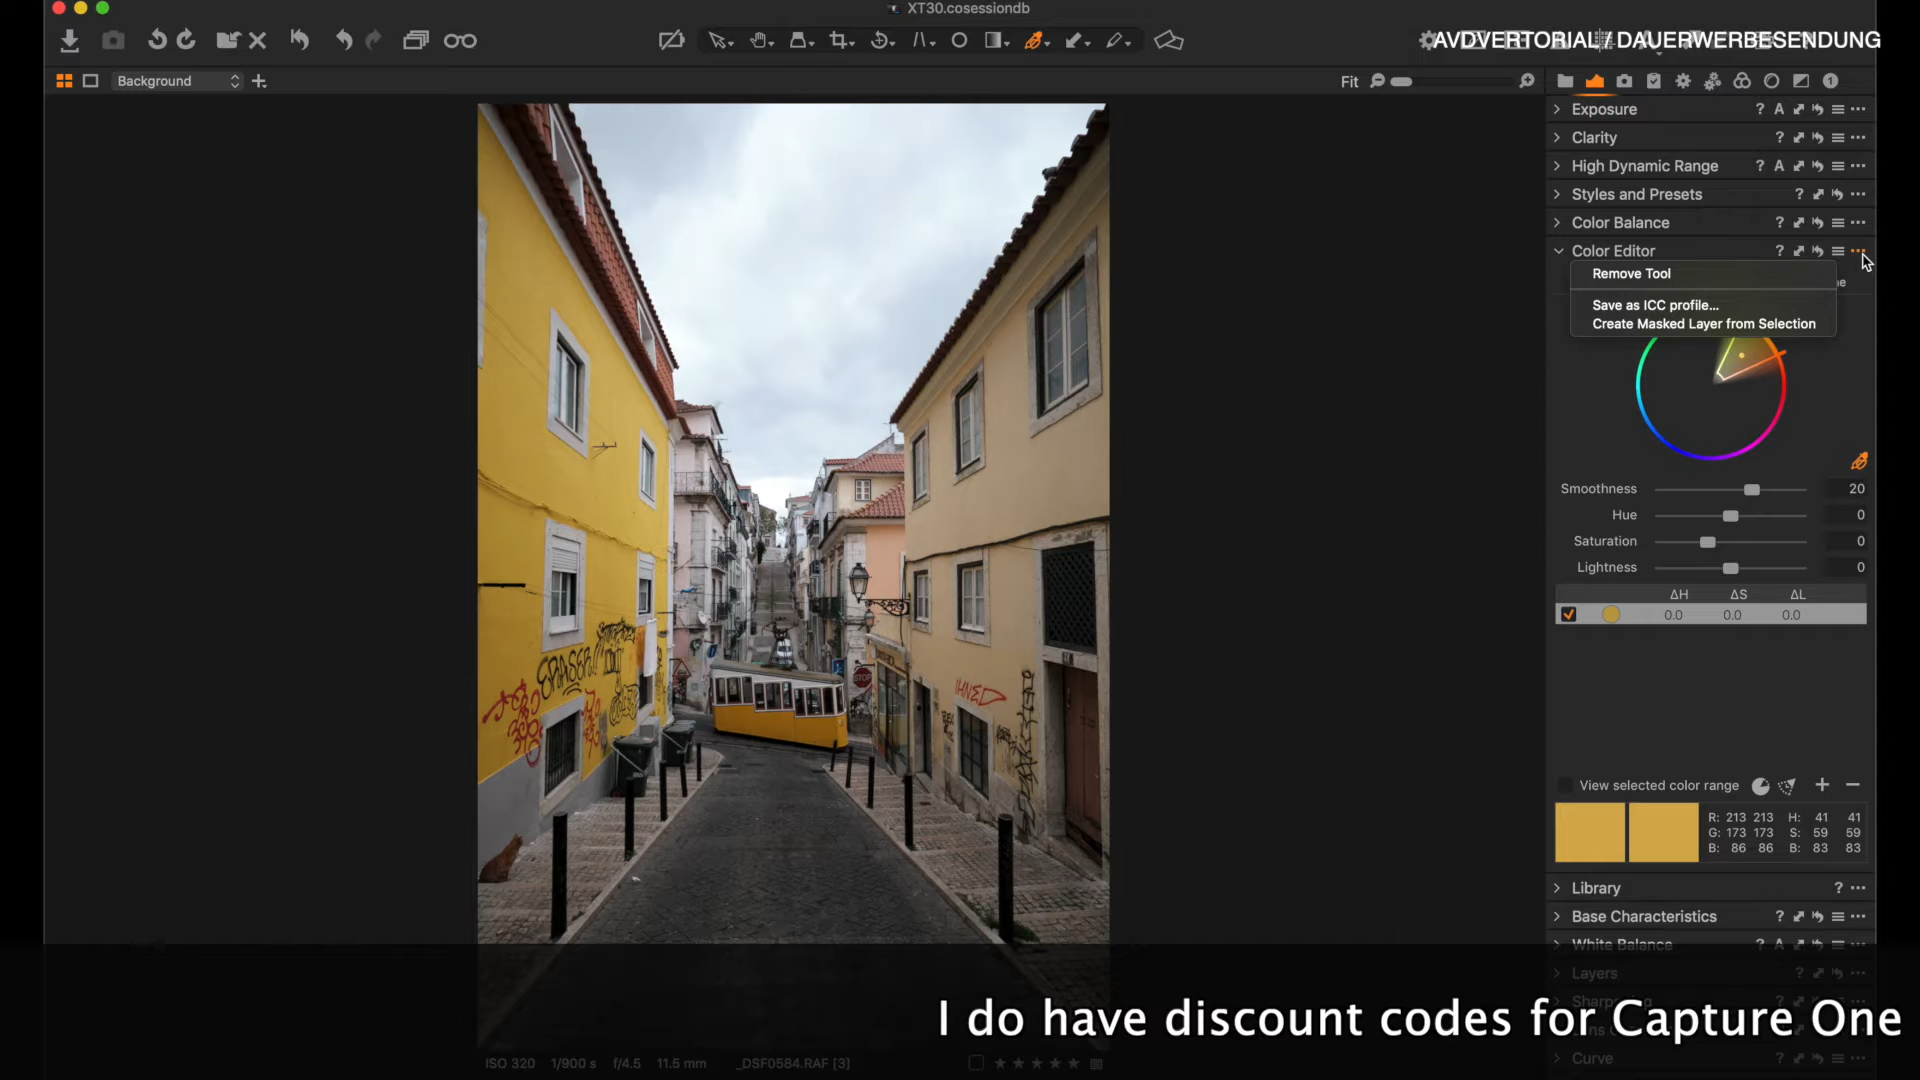 XT30.cosessiondb
AVDVERTORIAL / DAUERWERBESENDUNG
Background
Fit
Exposure
Clarity
High Dynamic Range
Styles and Presets
Color Balance
Color Editor
Remove Tool
Save as ICC profile...
Create Masked Layer from Selection
Smoothness 20
Hue 0
Saturation 0
Lightness 0
ΔH ΔS ΔL
0.0 0.0 0.0
View selected color range
R: 213 213 H: 41 41
G: 173 173 S: 59 59
B: 86 86 B: 83 83
Library
Base Characteristics
White Balance
Layers
Curve
STOP
I do have discount codes for Capture One
ISO 320 1/900 s f/4.5 11.5 mm _DSF0584.RAF [3]